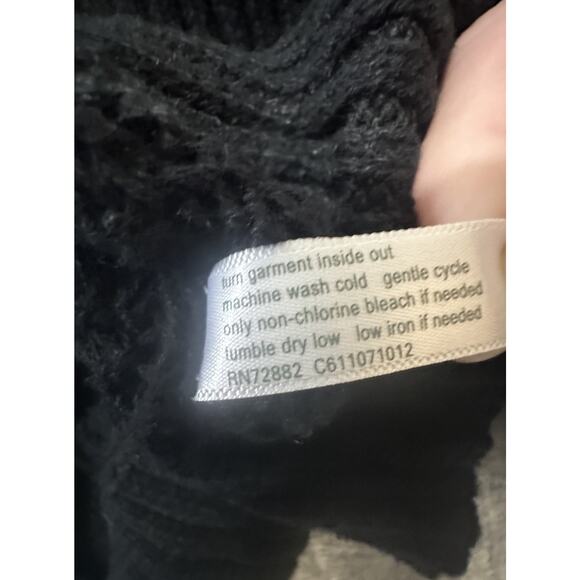 turn garment inside out
machine wash cold gentle cycle
only non-chlorine bleach if needed
tumble dry low low iron if needed
RN72882 C611071012